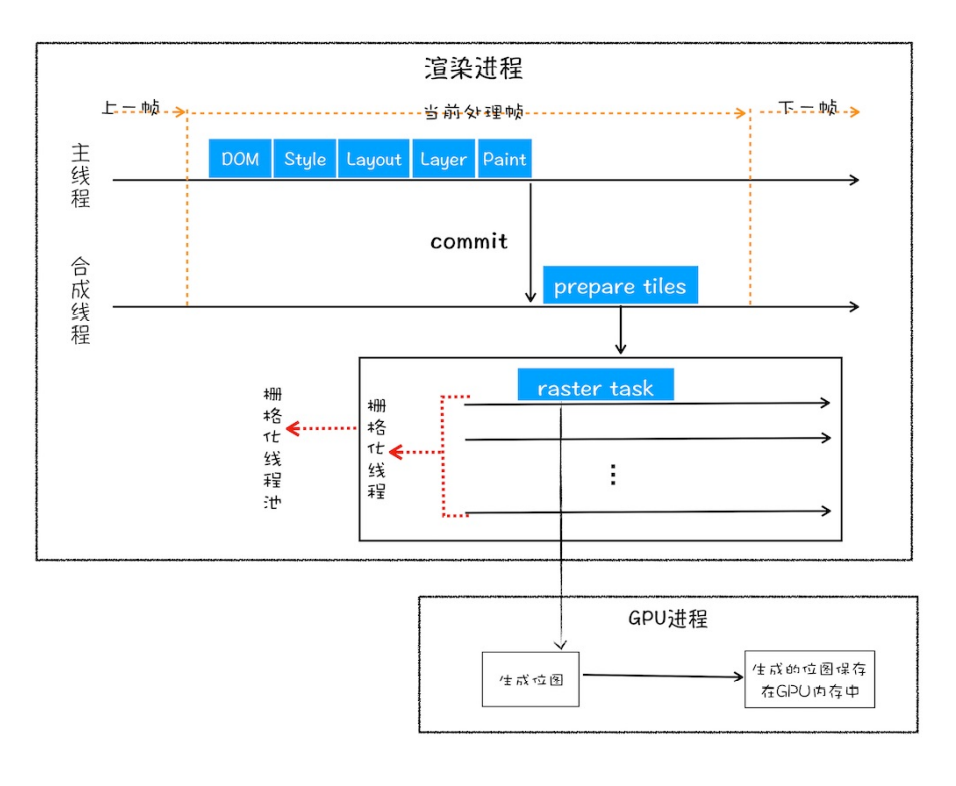 渲染进程
上一帧
当前处理帧
下一帧
主线程
DOM
Style
Layout
Layer
Paint
commit
合成线程
prepare tiles
raster task
栅格化线程池
栅格化线程
GPU进程
生成位图
生成的位图保存
在GPU内存中